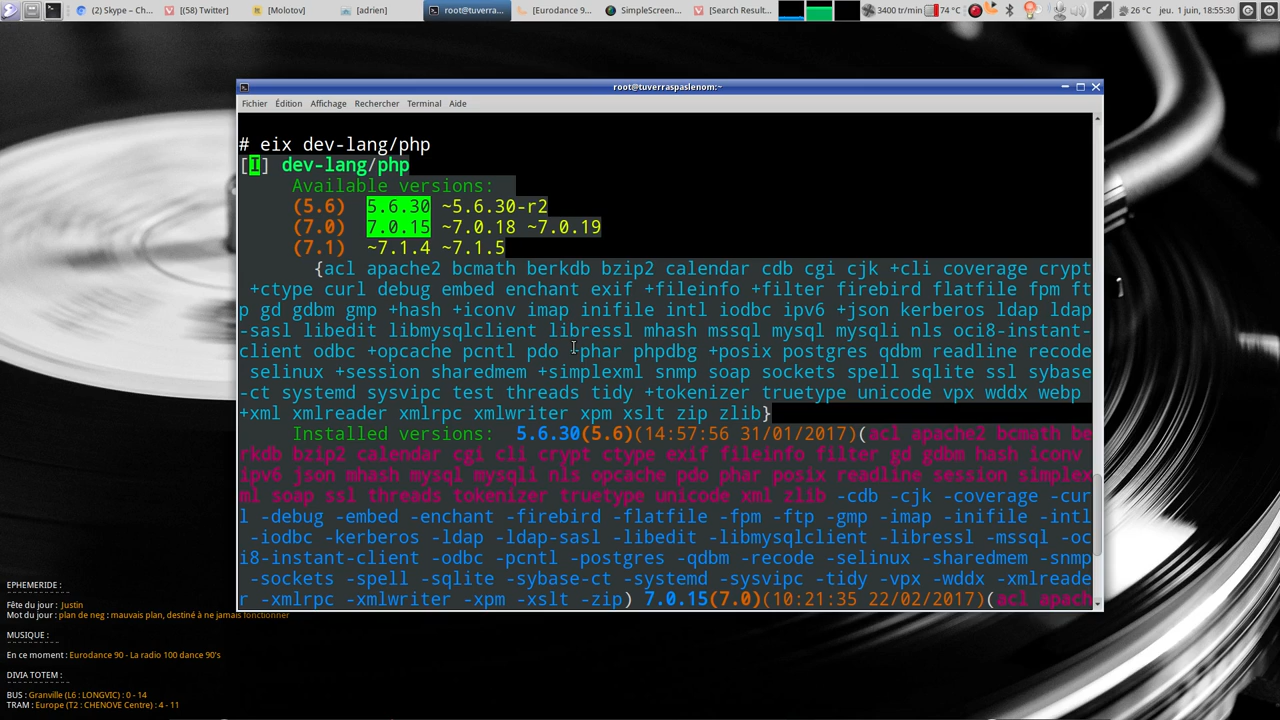 (2) Skype – Ch...
[(58) Twitter]
[Molotov]
[adrien]
root@tuverra...
[Eurodance 9...
SimpleScreen...
[Search Result...
3400 tr/min
74 °C
26 °C
jeu. 1 juin, 18:55:30
root@tuverraspaslenom:~
Fichier Édition Affichage Rechercher Terminal Aide
# eix dev-lang/php
[I] dev-lang/php
Available versions:
(5.6) 5.6.30 ~5.6.30-r2
(7.0) 7.0.15 ~7.0.18 ~7.0.19
(7.1) ~7.1.4 ~7.1.5
{acl apache2 bcmath berkdb bzip2 calendar cdb cgi cjk +cli coverage crypt
+ctype curl debug embed enchant exif +fileinfo +filter firebird flatfile fpm ft
p gd gdbm gmp +hash +iconv imap inifile intl iodbc ipv6 +json kerberos ldap ldap
-sasl libedit libmysqlclient libressl mhash mssql mysql mysqli nls oci8-instant-
client odbc +opcache pcntl pdo +phar phpdbg +posix postgres qdbm readline recode
selinux +session sharedmem +simplexml snmp soap sockets spell sqlite ssl sybase
-ct systemd sysvipc test threads tidy +tokenizer truetype unicode vpx wddx webp
+xml xmlreader xmlrpc xmlwriter xpm xslt zip zlib}
Installed versions: 5.6.30(5.6)(14:57:56 31/01/2017)(acl apache2 bcmath be
rkdb bzip2 calendar cgi cli crypt ctype exif fileinfo filter gd gdbm hash iconv
ipv6 json mhash mysql mysqli nls opcache pdo phar posix readline session simplex
ml soap ssl threads tokenizer truetype unicode xml zlib -cdb -cjk -coverage -cur
l -debug -embed -enchant -firebird -flatfile -fpm -ftp -gmp -imap -inifile -intl
-iodbc -kerberos -ldap -ldap-sasl -libedit -libmysqlclient -libressl -mssql -oc
i8-instant-client -odbc -pcntl -postgres -qdbm -recode -selinux -sharedmem -snmp
-sockets -spell -sqlite -sybase-ct -systemd -sysvipc -tidy -vpx -wddx -xmlreade
r -xmlrpc -xmlwriter -xpm -xslt -zip) 7.0.15(7.0)(10:21:35 22/02/2017)(acl apach
EPHEMERIDE :
Fête du jour : Justin
Mot du jour : plan de neg : mauvais plan, destiné à ne jamais fonctionner
MUSIQUE :
En ce moment : Eurodance 90 - La radio 100 dance 90's
DIVIA TOTEM :
BUS : Granville (L6 : LONGVIC) : 0 - 14
TRAM : Europe (T2 : CHENOVE Centre) : 4 - 11